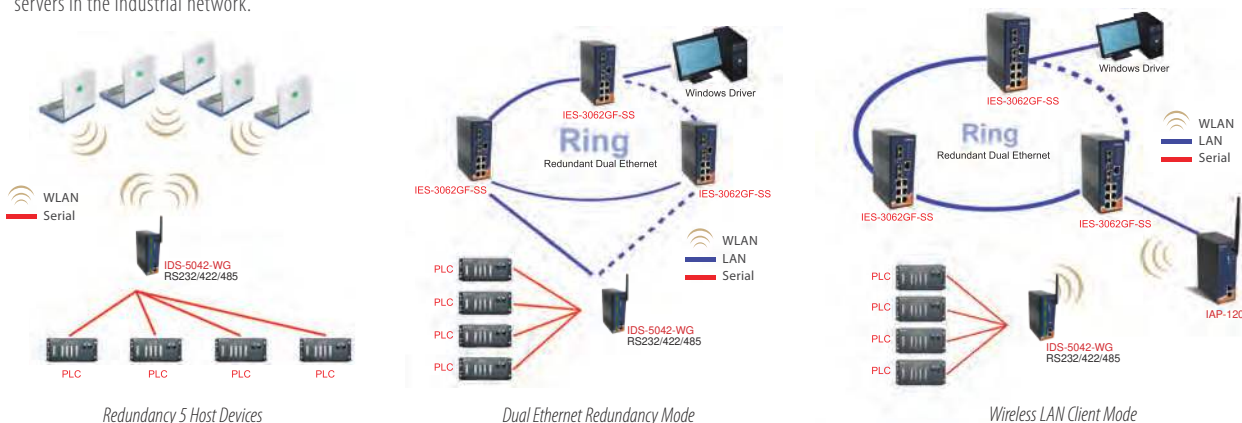 servers in the industrial network.
WLAN
Serial
IDS-5042-WG
RS232/422/485
PLC PLC PLC PLC
Redundancy 5 Host Devices
Windows Driver
IES-3062GF-SS
Ring
Redundant Dual Ethernet
IES-3062GF-SS
IES-3062GF-SS
WLAN
LAN
Serial
PLC
PLC
PLC
PLC
IDS-5042-WG
RS232/422/485
Dual Ethernet Redundancy Mode
Windows Driver
IES-3062GF-SS
Ring
Redundant Dual Ethernet
WLAN
LAN
Serial
IES-3062GF-SS
IES-3062GF-SS
PLC
PLC
PLC
PLC
IAP-120
IDS-5042-WG
RS232/422/485
Wireless LAN Client Mode